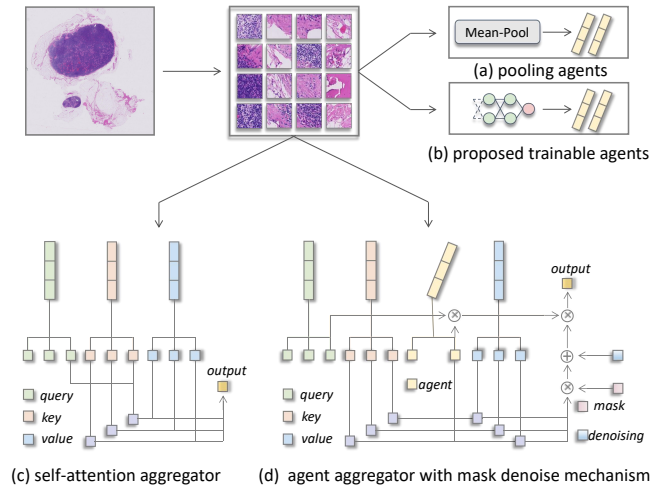 Mean-Pool
(a) pooling agents
(b) proposed trainable agents
output
query
key
value
(c) self-attention aggregator
output
agent
query
key
value
mask
denoising
(d) agent aggregator with mask denoise mechanism